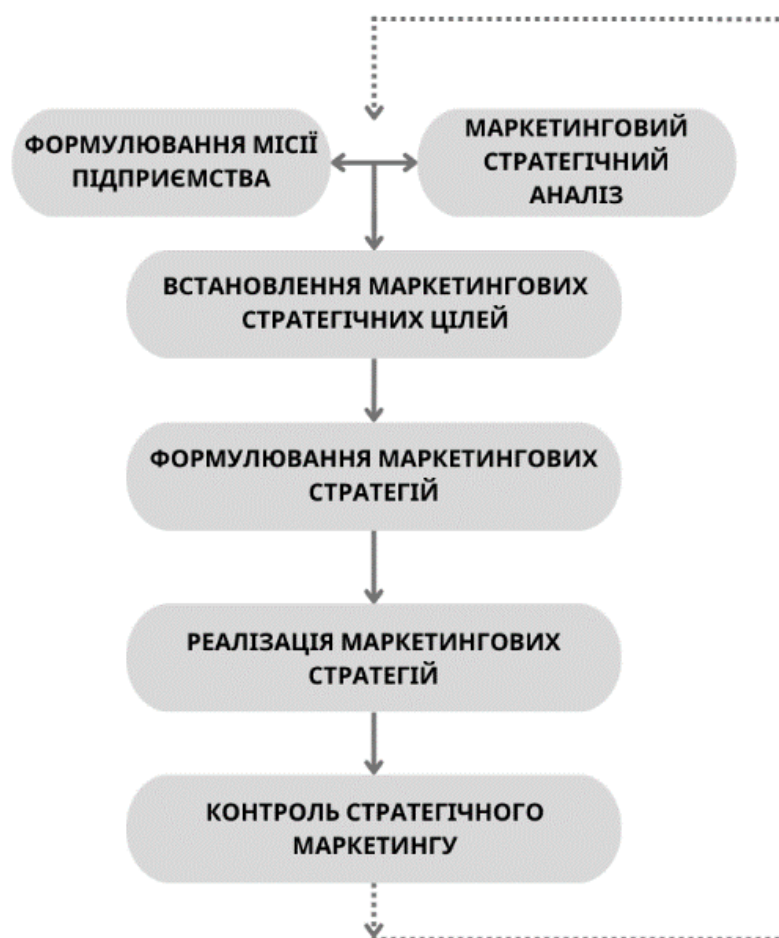 ФОРМУЛЮВАННЯ МІСІЇ
ПІДПРИЄМСТВА
МАРКЕТИНГОВИЙ
СТРАТЕГІЧНИЙ
АНАЛІЗ
ВСТАНОВЛЕННЯ МАРКЕТИНГОВИХ
СТРАТЕГІЧНИХ ЦІЛЕЙ
ФОРМУЛЮВАННЯ МАРКЕТИНГОВИХ
СТРАТЕГІЙ
РЕАЛІЗАЦІЯ МАРКЕТИНГОВИХ
СТРАТЕГІЙ
КОНТРОЛЬ СТРАТЕГІЧНОГО
МАРКЕТИНГУ